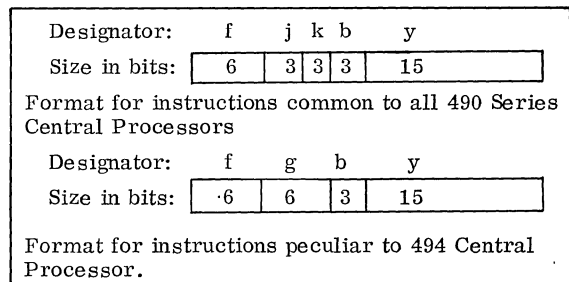 Designator: f j k b y
Size in bits: 6 3 3 3 15
Format for instructions common to all 490 Series
Central Processors
Designator: f g b y
Size in bits: ·6 6 3 15
Format for instructions peculiar to 494 Central
Processor.